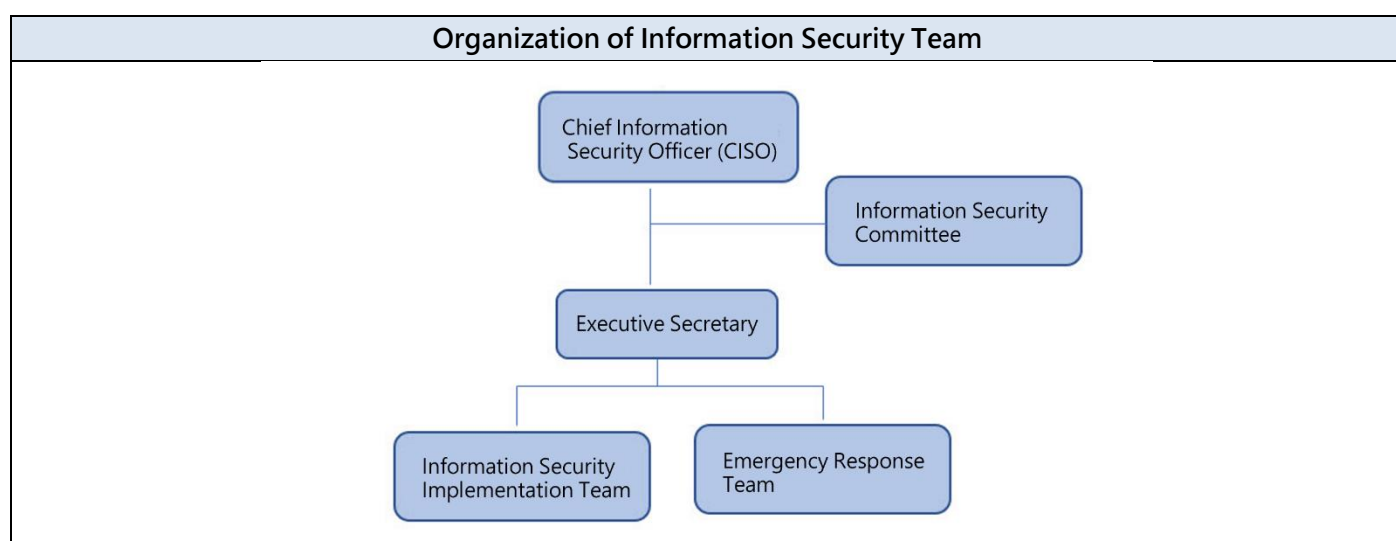 Organization of Information Security Team
Chief Information
Security Officer (CISO)
Information Security
Committee
Executive Secretary
Information Security
Implementation Team
Emergency Response
Team